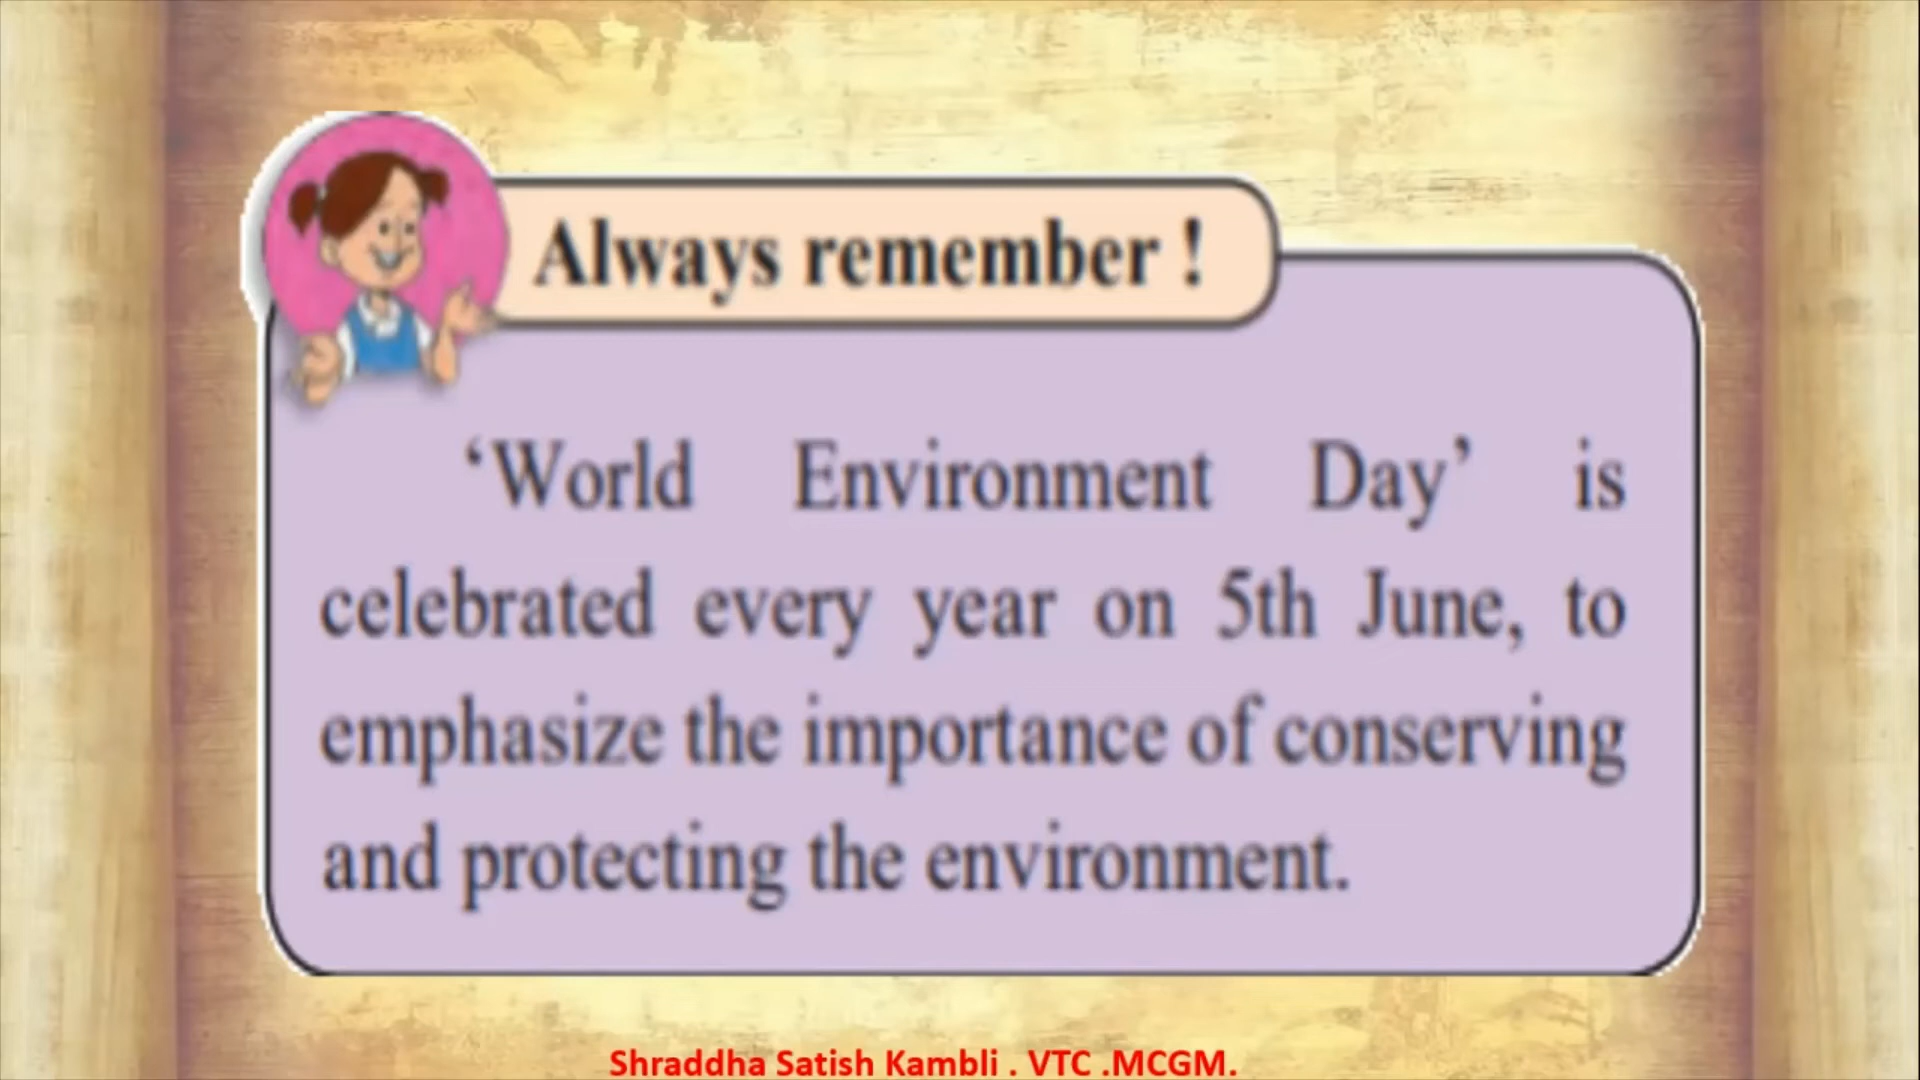 Always remember !
‘World Environment Day’ is
celebrated every year on 5th June, to
emphasize the importance of conserving
and protecting the environment.
Shraddha Satish Kambli . VTC .MCGM.